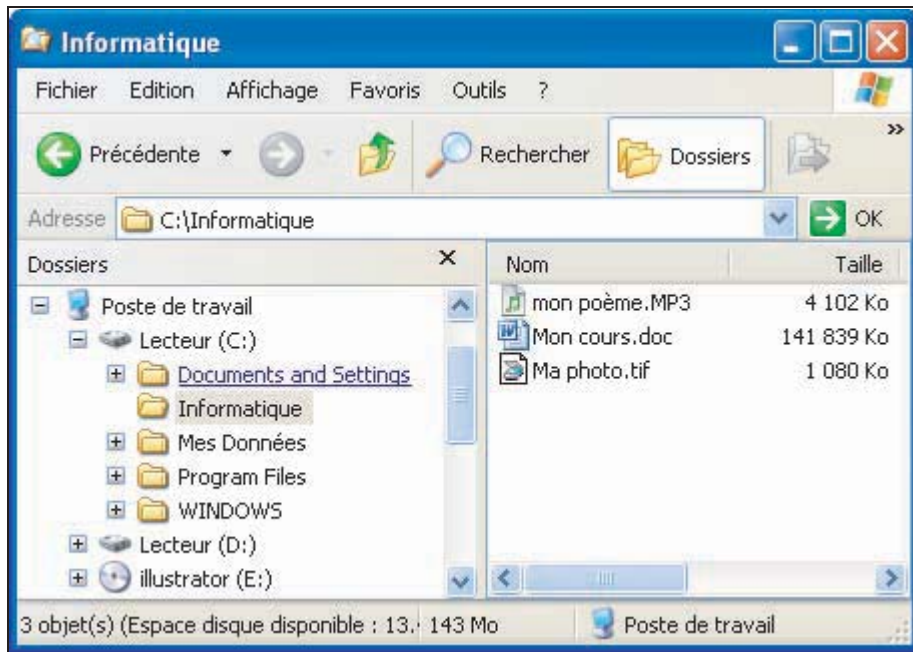 Informatique
Fichier Edition Affichage Favoris Outils ?
Précédente Rechercher Dossiers »
Adresse C:\Informatique OK
Dossiers X Nom Taille
Poste de travail
mon poème.MP3 4 102 Ko
Lecteur (C:)
Mon cours.doc 141 839 Ko
Documents and Settings
Ma photo.tif 1 080 Ko
Informatique
Mes Données
Program Files
WINDOWS
Lecteur (D:)
illustrator (E:)
3 objet(s) (Espace disque disponible : 13, 143 Mo Poste de travail